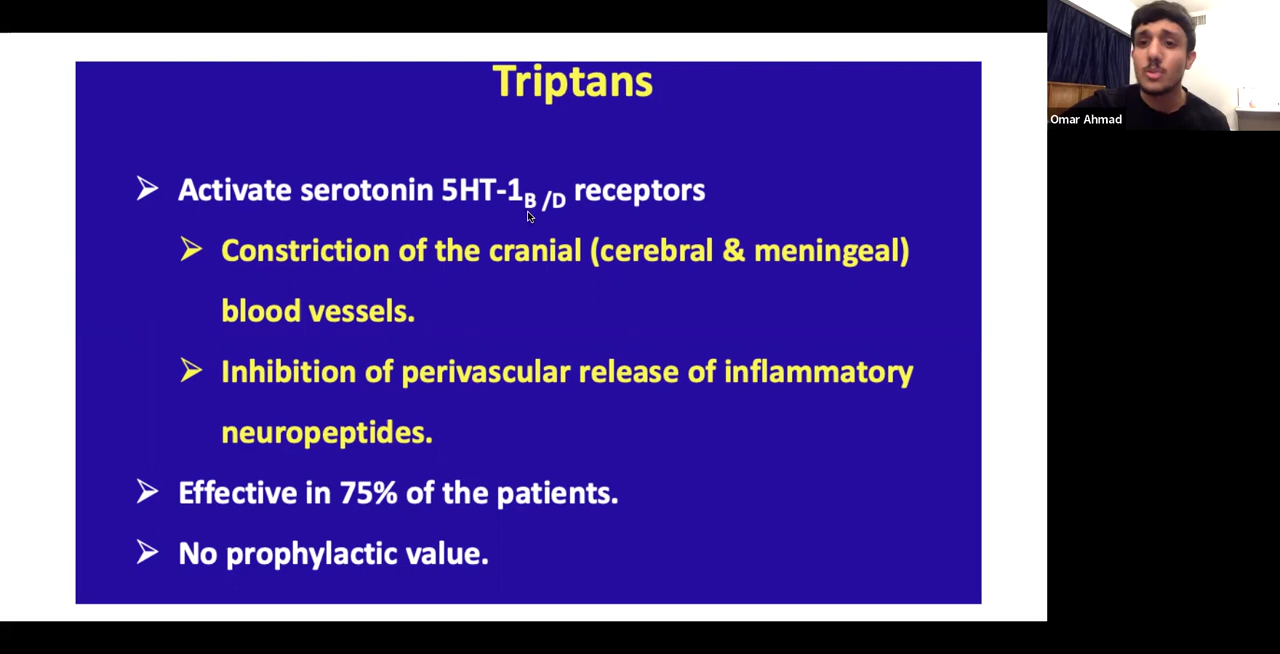 Triptans
Omar Ahmad
➢ Activate serotonin 5HT-1B /D receptors
➢ Constriction of the cranial (cerebral & meningeal)
blood vessels.
➢ Inhibition of perivascular release of inflammatory
neuropeptides.
➢ Effective in 75% of the patients.
➢ No prophylactic value.